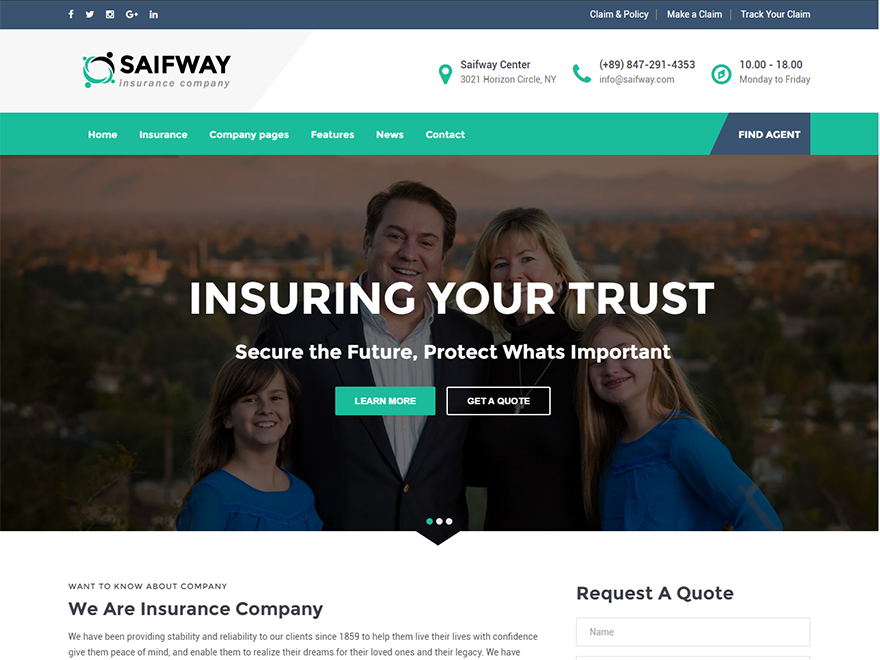 Claim & Policy | Make a Claim | Track Your Claim
SAIFWAY
insurance company
Saifway Center
3021 Horizon Circle, NY
(+89) 847-291-4353
info@saifway.com
10.00 - 18.00
Monday to Friday
Home Insurance Company pages Features News Contact
FIND AGENT
INSURING YOUR TRUST
Secure the Future, Protect Whats Important
LEARN MORE GET A QUOTE
WANT TO KNOW ABOUT COMPANY
We Are Insurance Company
We have been providing stability and reliability to our clients since 1859 to help them live their lives with confidence
give them peace of mind, and enable them to realize their dreams for their loved ones and their legacy. We have
Request A Quote
Name